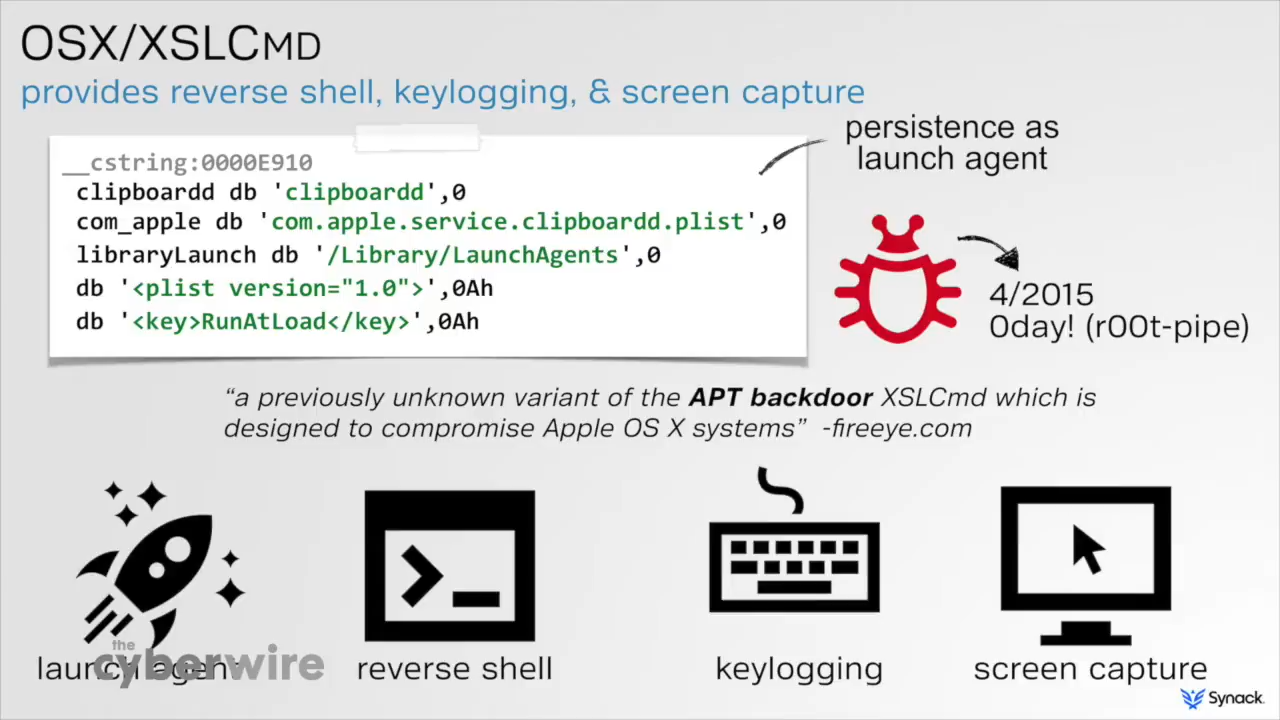 OSX/XSLCMD
provides reverse shell, keylogging, & screen capture
persistence as
launch agent
__cstring:0000E910
clipboardd db 'clipboardd',0
com_apple db 'com.apple.service.clipboardd.plist',0
libraryLaunch db '/Library/LaunchAgents',0
db '<plist version="1.0">',0Ah
db '<key>RunAtLoad</key>',0Ah
4/2015
0day! (r00t-pipe)
“a previously unknown variant of the APT backdoor XSLCmd which is
designed to compromise Apple OS X systems” -fireeye.com
launch agent
reverse shell
keylogging
screen capture
the
cyberwire
Synack.